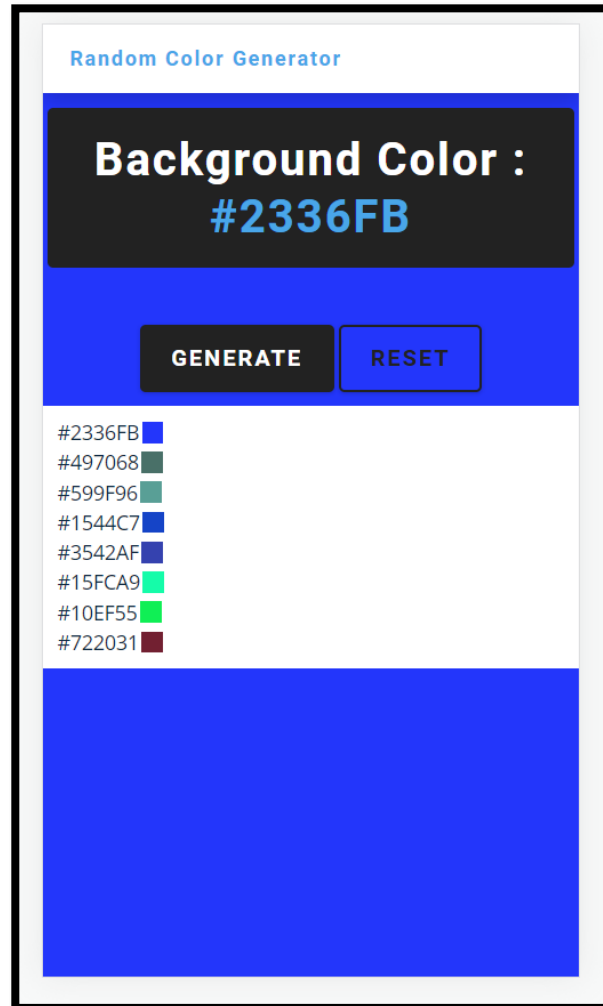 Random Color Generator
Background Color :
#2336FB
GENERATE RESET
#2336FB
#497068
#599F96
#1544C7
#3542AF
#15FCA9
#10EF55
#722031